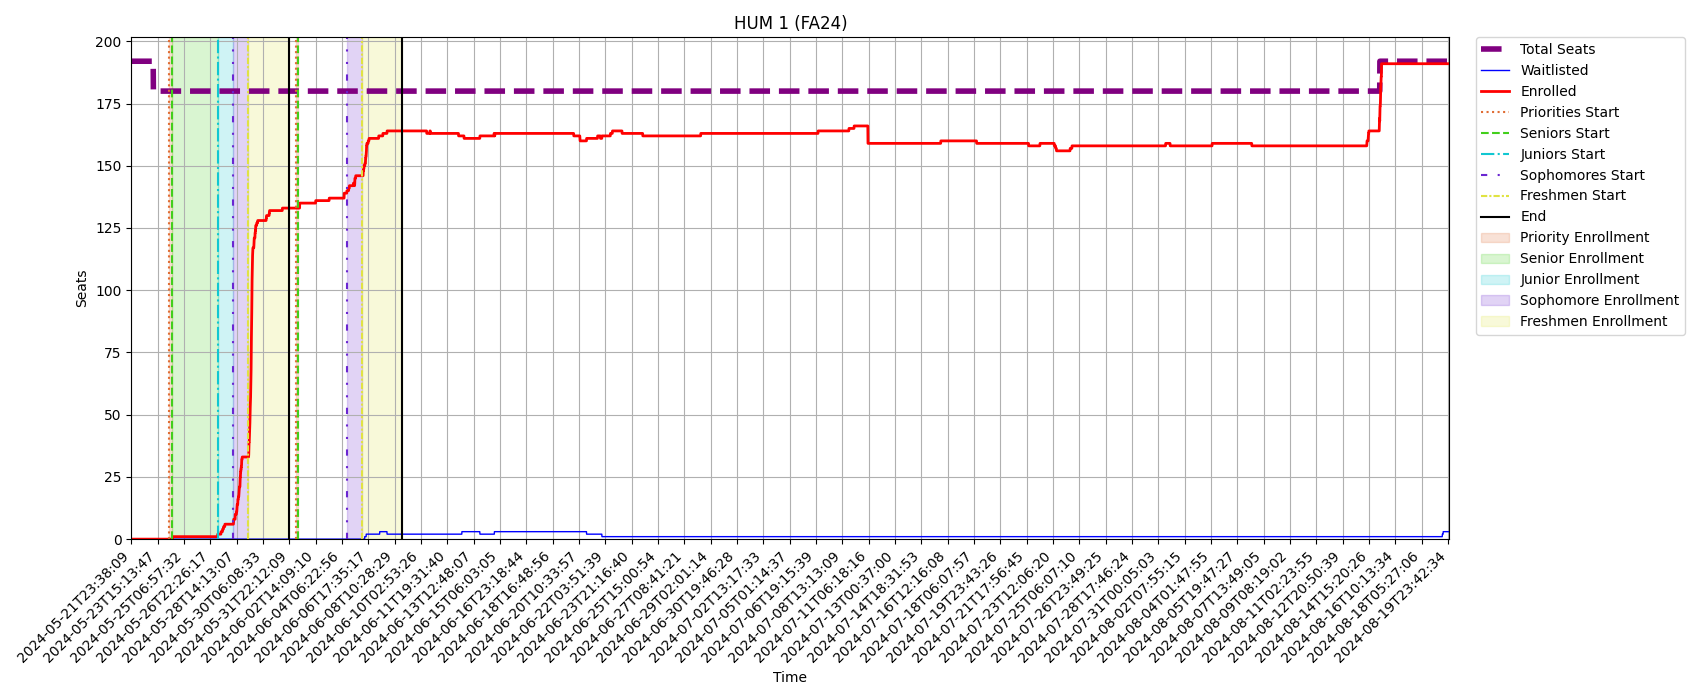 HUM 1 (FA24)
200
175
150
125
100
75
50
25
0
Seats
2024-05-21T23:38:09
2024-05-23T15:13:47
2024-05-25T06:57:32
2024-05-26T22:26:17
2024-05-28T14:13:07
2024-05-30T06:08:33
2024-05-31T22:12:09
2024-06-02T14:09:10
2024-06-04T06:22:56
2024-06-06T17:35:17
2024-06-08T10:28:29
2024-06-10T02:53:26
2024-06-11T19:31:40
2024-06-13T12:48:07
2024-06-15T06:03:05
2024-06-16T23:18:44
2024-06-18T16:48:56
2024-06-20T10:33:57
2024-06-22T03:51:39
2024-06-23T21:16:40
2024-06-25T15:00:54
2024-06-27T08:41:21
2024-06-29T02:01:14
2024-06-30T19:46:28
2024-07-02T13:17:33
2024-07-05T01:14:37
2024-07-06T19:15:39
2024-07-08T13:13:09
2024-07-11T06:18:16
2024-07-13T00:37:00
2024-07-14T18:31:53
2024-07-16T12:16:08
2024-07-18T06:07:57
2024-07-19T23:43:26
2024-07-21T17:56:45
2024-07-23T12:06:20
2024-07-25T06:07:10
2024-07-26T23:49:25
2024-07-28T17:46:24
2024-07-31T00:05:03
2024-08-02T07:55:15
2024-08-04T01:47:55
2024-08-05T19:47:27
2024-08-07T13:49:05
2024-08-09T08:19:02
2024-08-11T02:23:55
2024-08-12T20:50:39
2024-08-14T15:20:26
2024-08-16T10:13:34
2024-08-18T05:27:06
2024-08-19T23:42:34
Time
Total Seats
Waitlisted
Enrolled
Priorities Start
Seniors Start
Juniors Start
Sophomores Start
Freshmen Start
End
Priority Enrollment
Senior Enrollment
Junior Enrollment
Sophomore Enrollment
Freshmen Enrollment